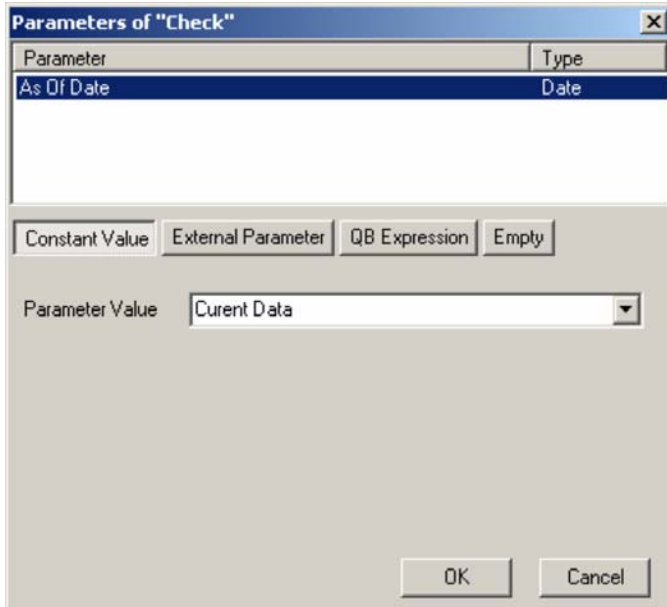 Parameters of "Check"
Parameter Type
As Of Date Date
Constant Value External Parameter QB Expression Empty
Parameter Value Curent Data
OK Cancel